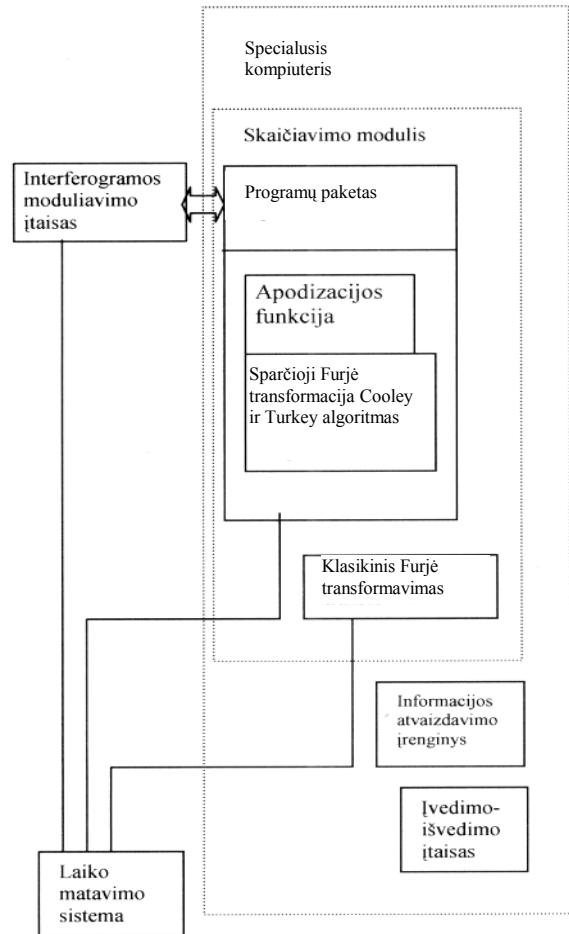 Specialusis
kompiuteris
Skaičiavimo modulis
Interferogramos
moduliavimo
įtaisas
Programų paketas
Apodizacijos
funkcija
Sparčioji Furjė
transformacija Cooley
ir Turkey algoritmas
Klasikinis Furjė
transformavimas
Informacijos
atvaizdavimo
įrenginys
Įvedimo-
išvedimo
įtaisas
Laiko
matavimo
sistema